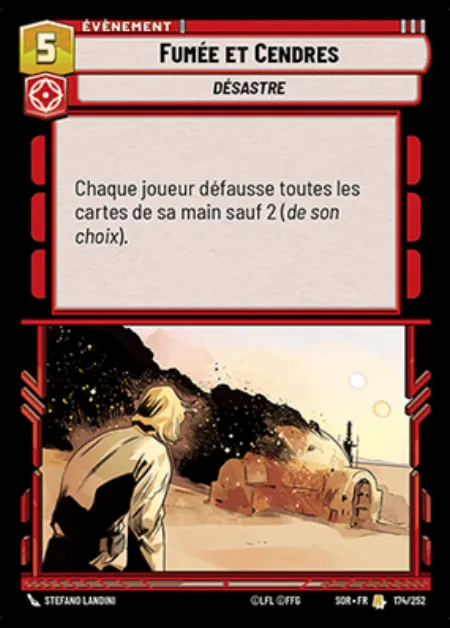 ÉVÈNEMENT
5
FUMÉE ET CENDRES
DÉSASTRE
Chaque joueur défausse toutes les
cartes de sa main sauf 2 (de son
choix).
STEFANO LANDINI
©LFL ©FFG
SOR • FR
174/252